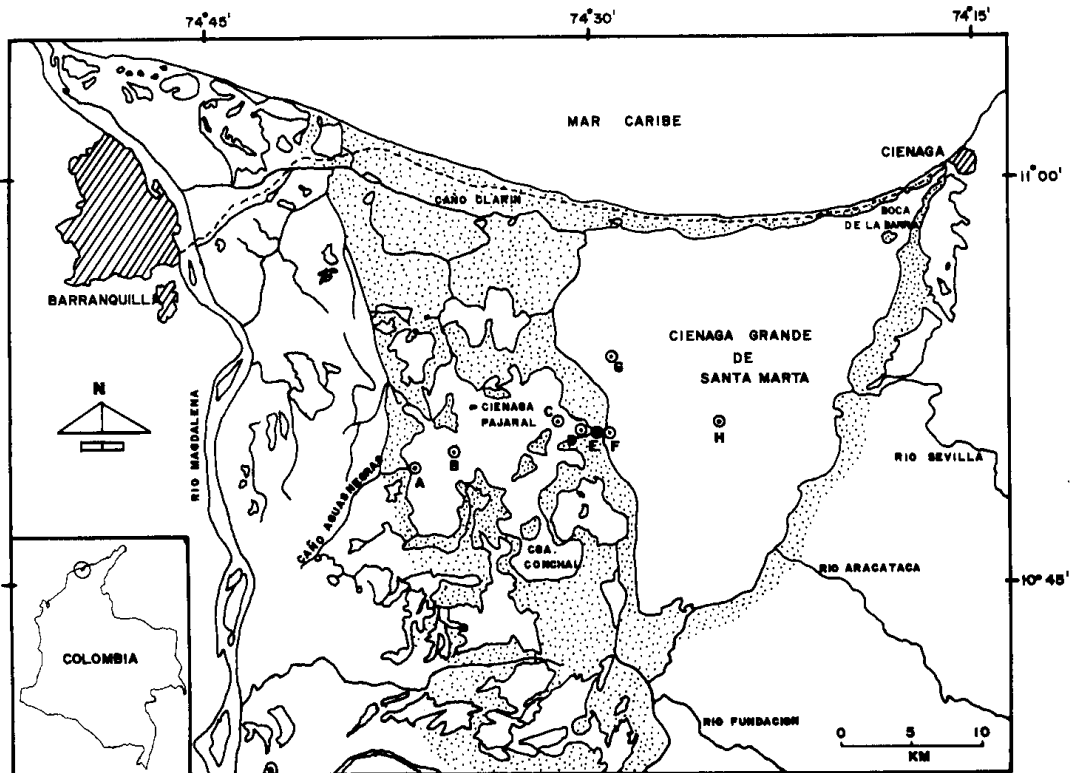 74°45'
74°30'
74°15'
MAR CARIBE
CIENAGA
11°00'
CAÑO CLARIN
BOCA
DE LA BARRA
BARRANQUILLA
CIENAGA GRANDE
DE
SANTA MARTA
G
N
CIENAGA
PAJARAL
C
D
E
F
H
RIO MAGDALENA
B
A
RIO SEVILLA
CAÑO AGUASNEGRAS
CGA.
CONCHAL
RIO ARACATACA
10°45'
COLOMBIA
RIO FUNDACION
0
5
10
KM